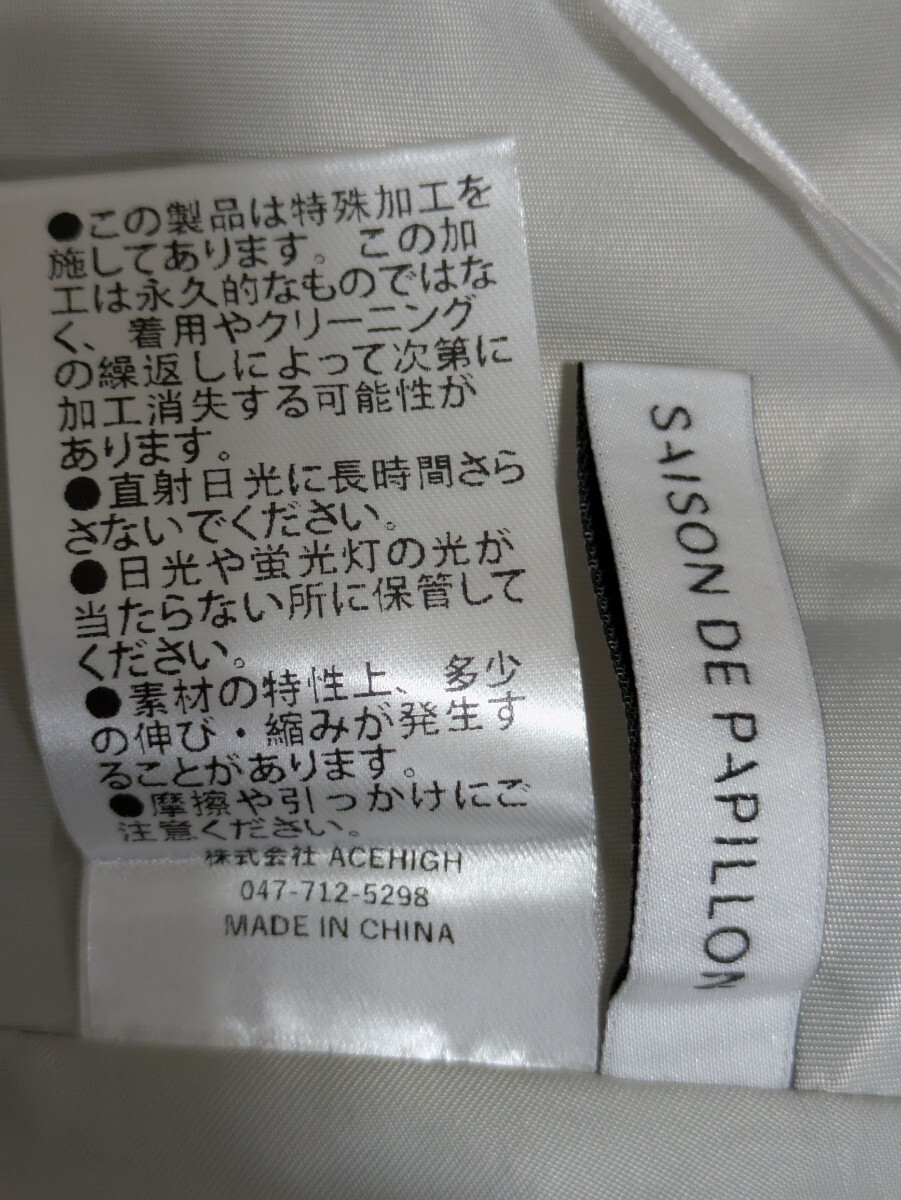 ●この製品は特殊加工を
施してあります。この加
工は永久的なものではな
く、着用やクリーニング
の繰返しによって次第に
加工消失する可能性が
あります。
●直射日光に長時間さら
さないでください。
●日光や蛍光灯の光が
当たらない所に保管して
ください。
●素材の特性上、多少
の伸び・縮みが発生す
ることがあります。
●摩擦や引っかけにご
注意ください。
株式会社 ACEHIGH
047-712-5298
MADE IN CHINA
SAISON DE PAPILLON